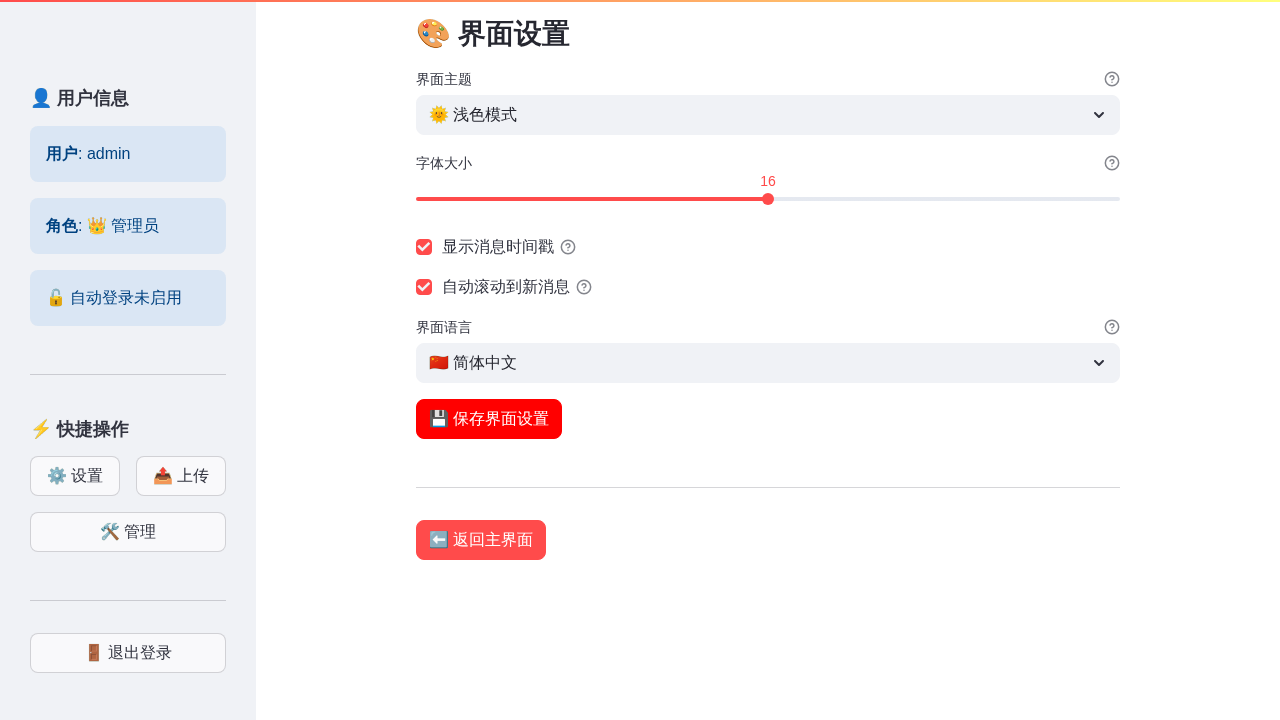 👤 用户信息
用户: admin
角色: 👑 管理员
🔓 自动登录未启用
⚡ 快捷操作
⚙️ 设置
📤 上传
🛠️ 管理
🚪 退出登录
🎨 界面设置
界面主题
🌞 浅色模式
字体大小
16
显示消息时间戳
自动滚动到新消息
界面语言
🇨🇳 简体中文
💾 保存界面设置
⬅️ 返回主界面